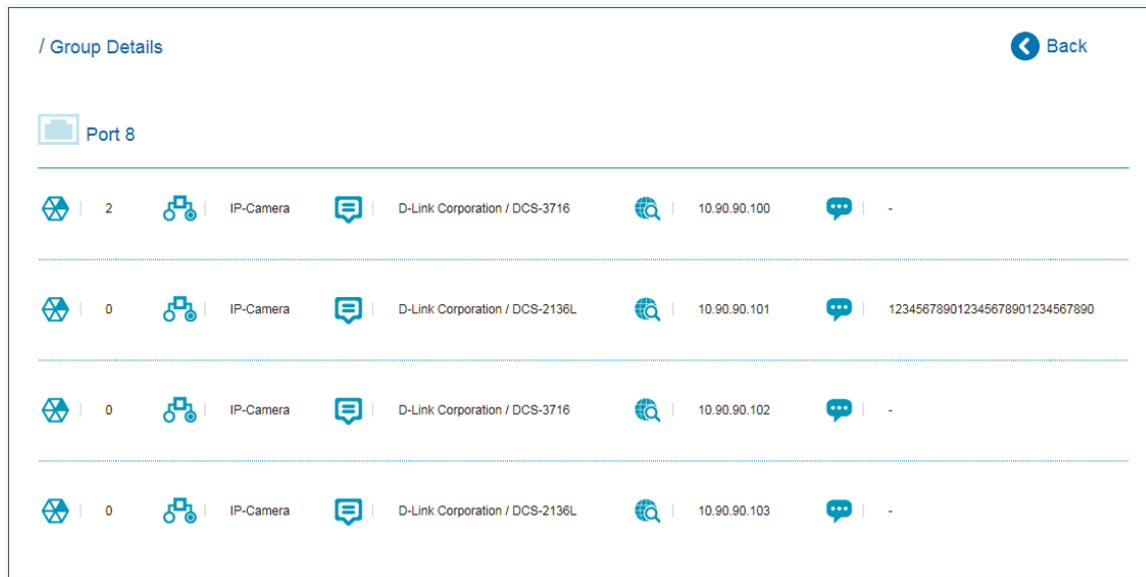 / Group Details
Back
Port 8
2 IP-Camera D-Link Corporation / DCS-3716 10.90.90.100 -
0 IP-Camera D-Link Corporation / DCS-2136L 10.90.90.101 123456789012345678901234567890
0 IP-Camera D-Link Corporation / DCS-3716 10.90.90.102 -
0 IP-Camera D-Link Corporation / DCS-2136L 10.90.90.103 -